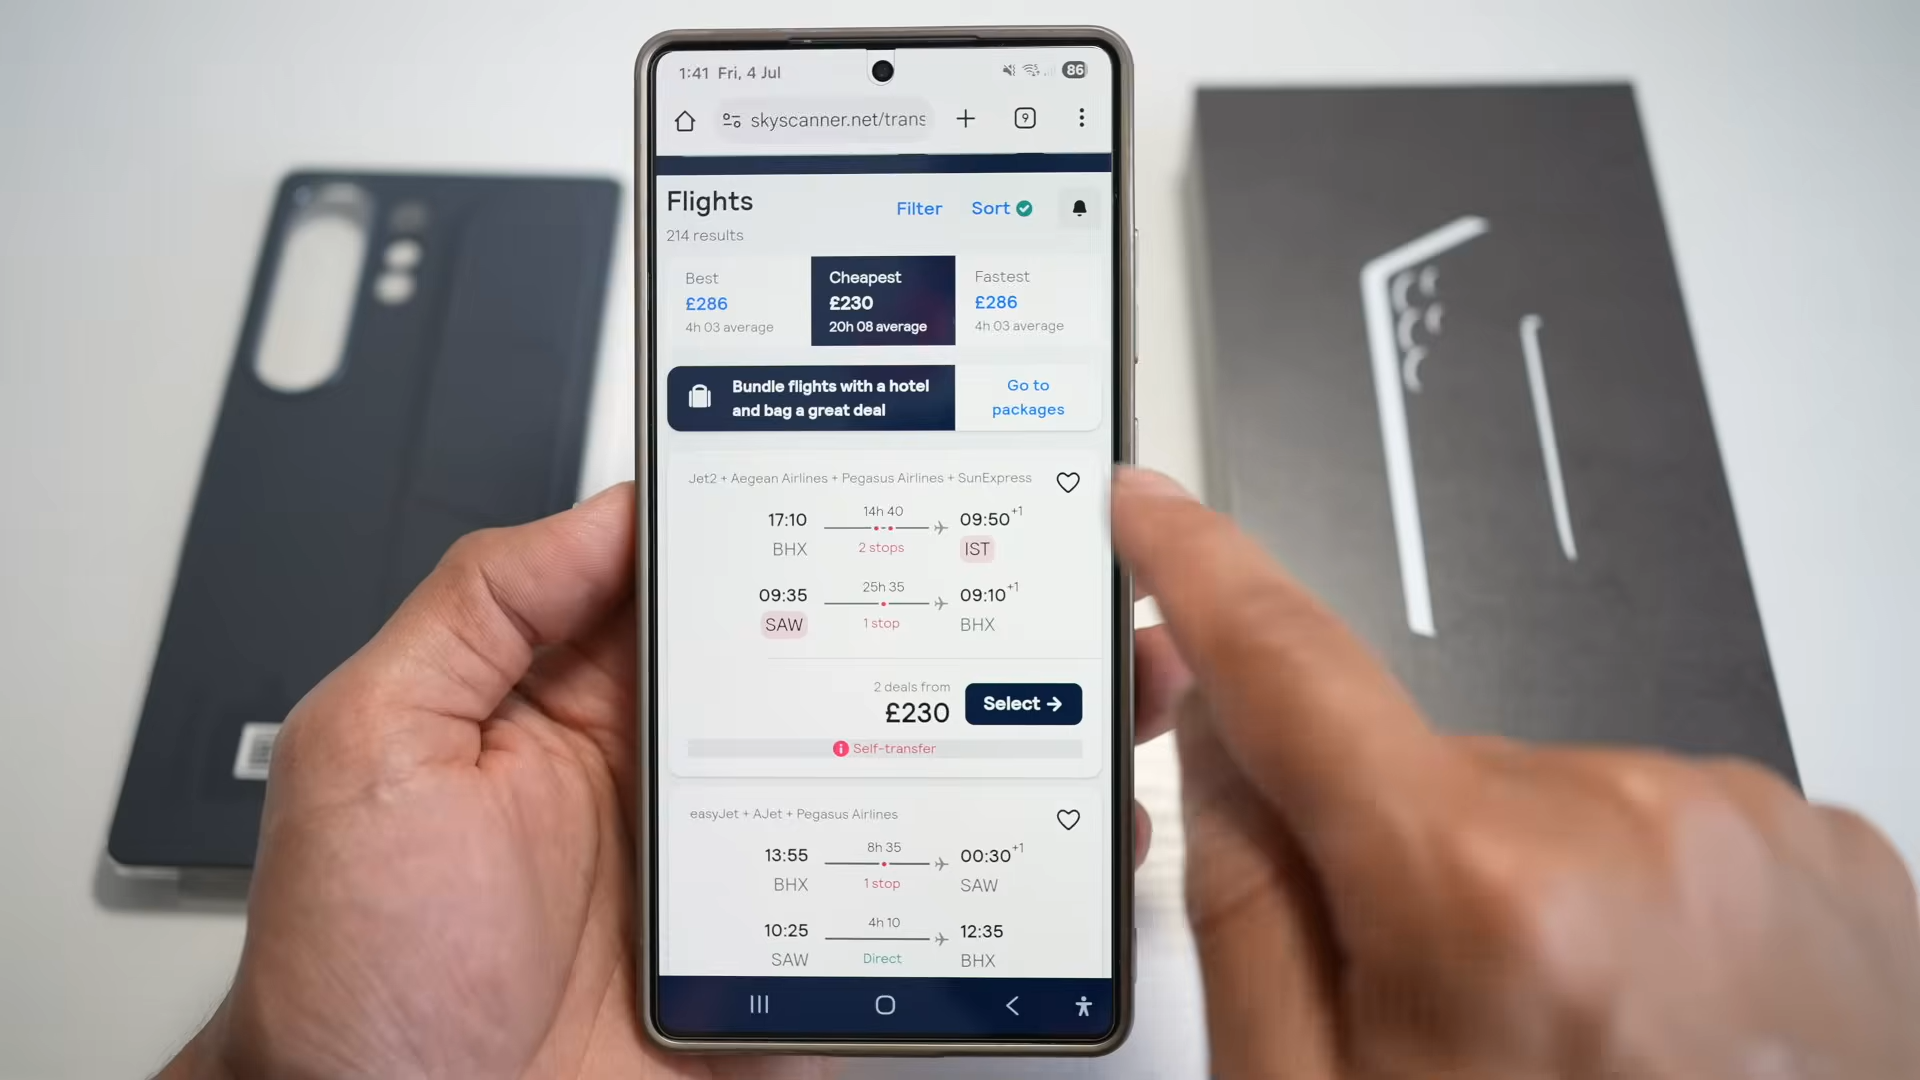 1:41 Fri, 4 Jul
86
skyscanner.net/trans
9
Flights
Filter
Sort
214 results
Best
£286
4h 03 average
Cheapest
£230
20h 08 average
Fastest
£286
4h 03 average
Bundle flights with a hotel
and bag a great deal
Go to
packages
Jet2 + Aegean Airlines + Pegasus Airlines + SunExpress
17:10
14h 40
09:50+1
BHX
2 stops
IST
09:35
25h 35
09:10+1
SAW
1 stop
BHX
2 deals from
£230
Select →
Self-transfer
easyJet + AJet + Pegasus Airlines
13:55
8h 35
00:30+1
BHX
1 stop
SAW
10:25
4h 10
12:35
SAW
Direct
BHX